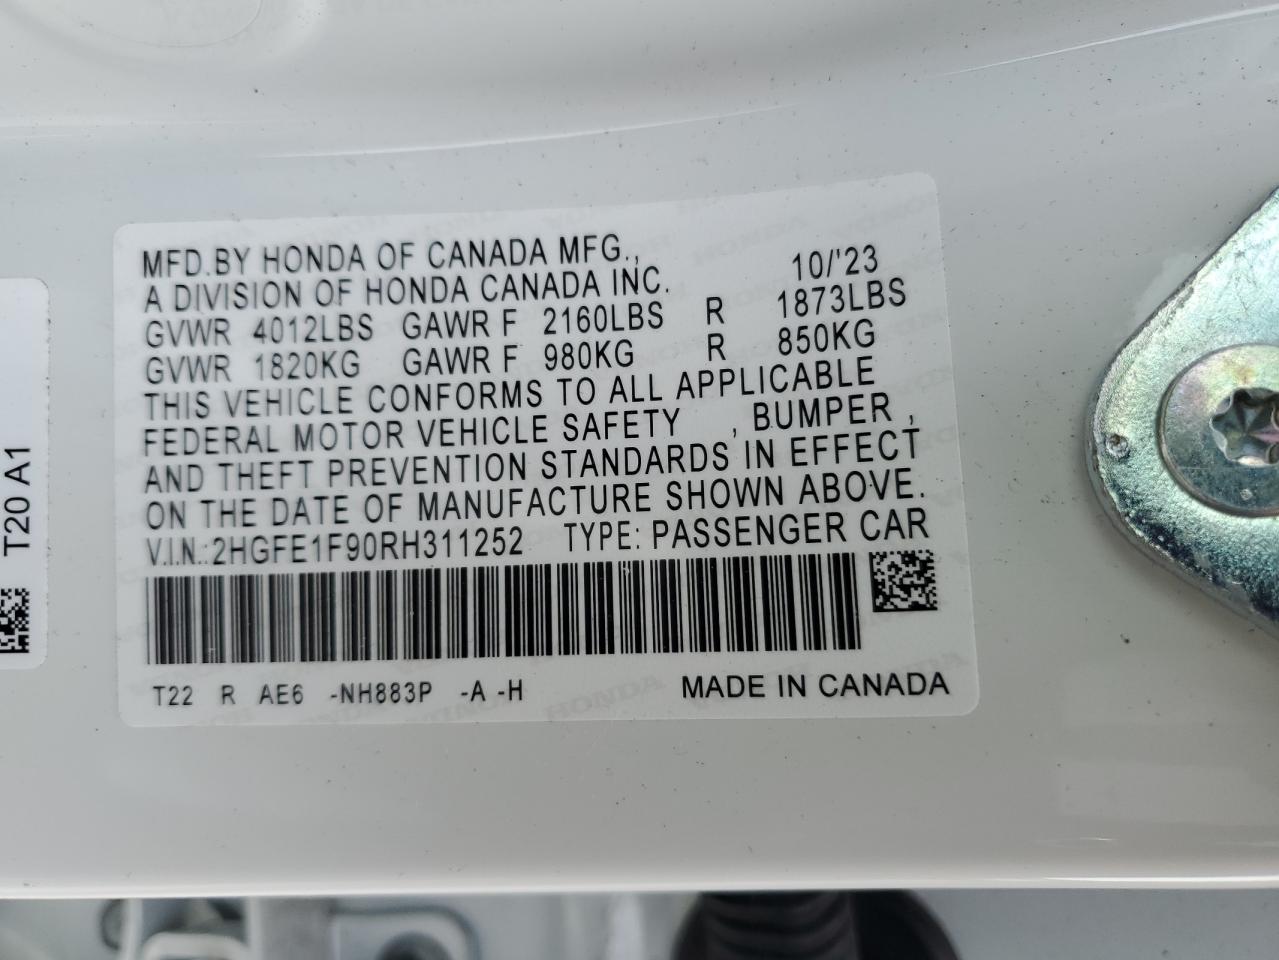 MFD.BY HONDA OF CANADA MFG., 10/'23
A DIVISION OF HONDA CANADA INC.
GVWR 4012LBS GAWR F 2160LBS R 1873LBS
GVWR 1820KG GAWR F 980KG R 850KG
THIS VEHICLE CONFORMS TO ALL APPLICABLE
FEDERAL MOTOR VEHICLE SAFETY , BUMPER ,
AND THEFT PREVENTION STANDARDS IN EFFECT
ON THE DATE OF MANUFACTURE SHOWN ABOVE.
V.I.N.:2HGFE1F90RH311252 TYPE: PASSENGER CAR
T22 R AE6 -NH883P -A -H MADE IN CANADA
T20 A1